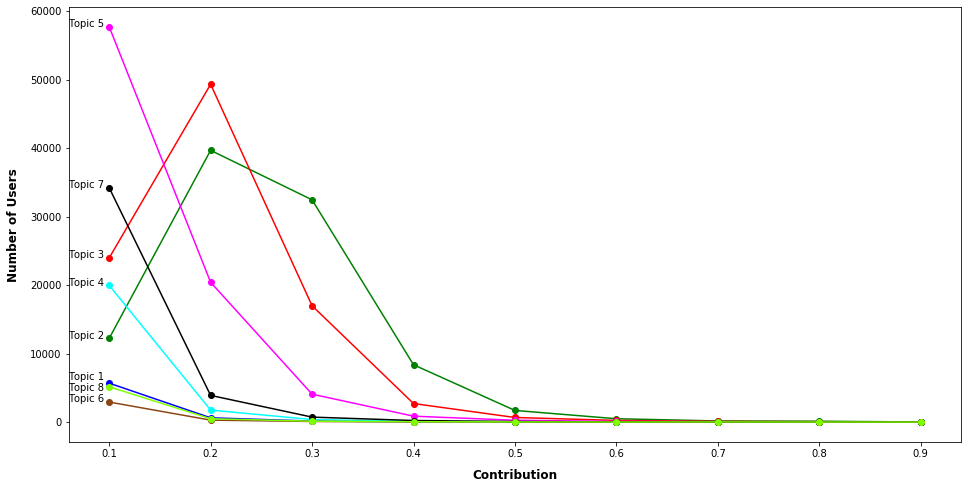 60000
50000
40000
30000
20000
10000
0
Number of Users
Topic 5
Topic 7
Topic 3
Topic 4
Topic 2
Topic 1
Topic 8
Topic 6
0.1 0.2 0.3 0.4 0.5 0.6 0.7 0.8 0.9
Contribution